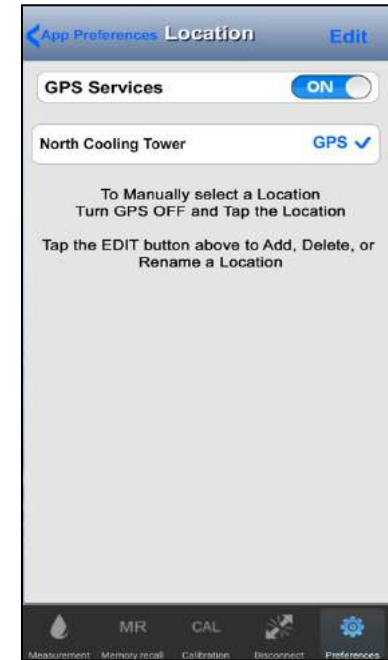 App Preferences Location Edit
GPS Services ON
North Cooling Tower GPS
To Manually select a Location
Turn GPS OFF and Tap the Location
Tap the EDIT button above to Add, Delete, or
Rename a Location
MR CAL
Measurement Memory recall Calibration Disconnect Preferences